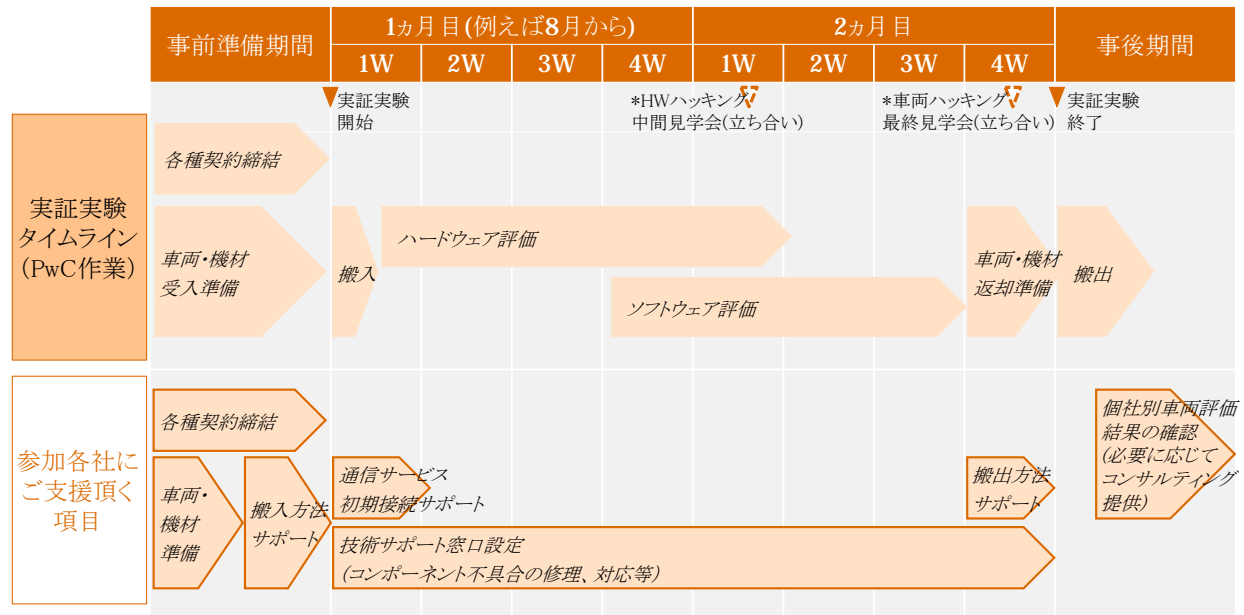 事前準備期間
1ヵ月目(例えば8月から)
2ヵ月目
事後期間
1W
2W
3W
4W
1W
2W
3W
4W
実証実験
開始
*HWハッキング
中間見学会(立ち合い)
*車両ハッキング
最終見学会(立ち合い)
実証実験
終了
実証実験
タイムライン
(PwC作業)
各種契約締結
車両・機材
受入準備
搬入
ハードウェア評価
ソフトウェア評価
車両・機材
返却準備
搬出
参加各社に
ご支援頂く
項目
各種契約締結
車両・
機材
準備
搬入方法
サポート
通信サービス
初期接続サポート
技術サポート窓口設定
(コンポーネント不具合の修理、対応等)
搬出方法
サポート
個社別車両評価
結果の確認
(必要に応じて
コンサルティング
提供)